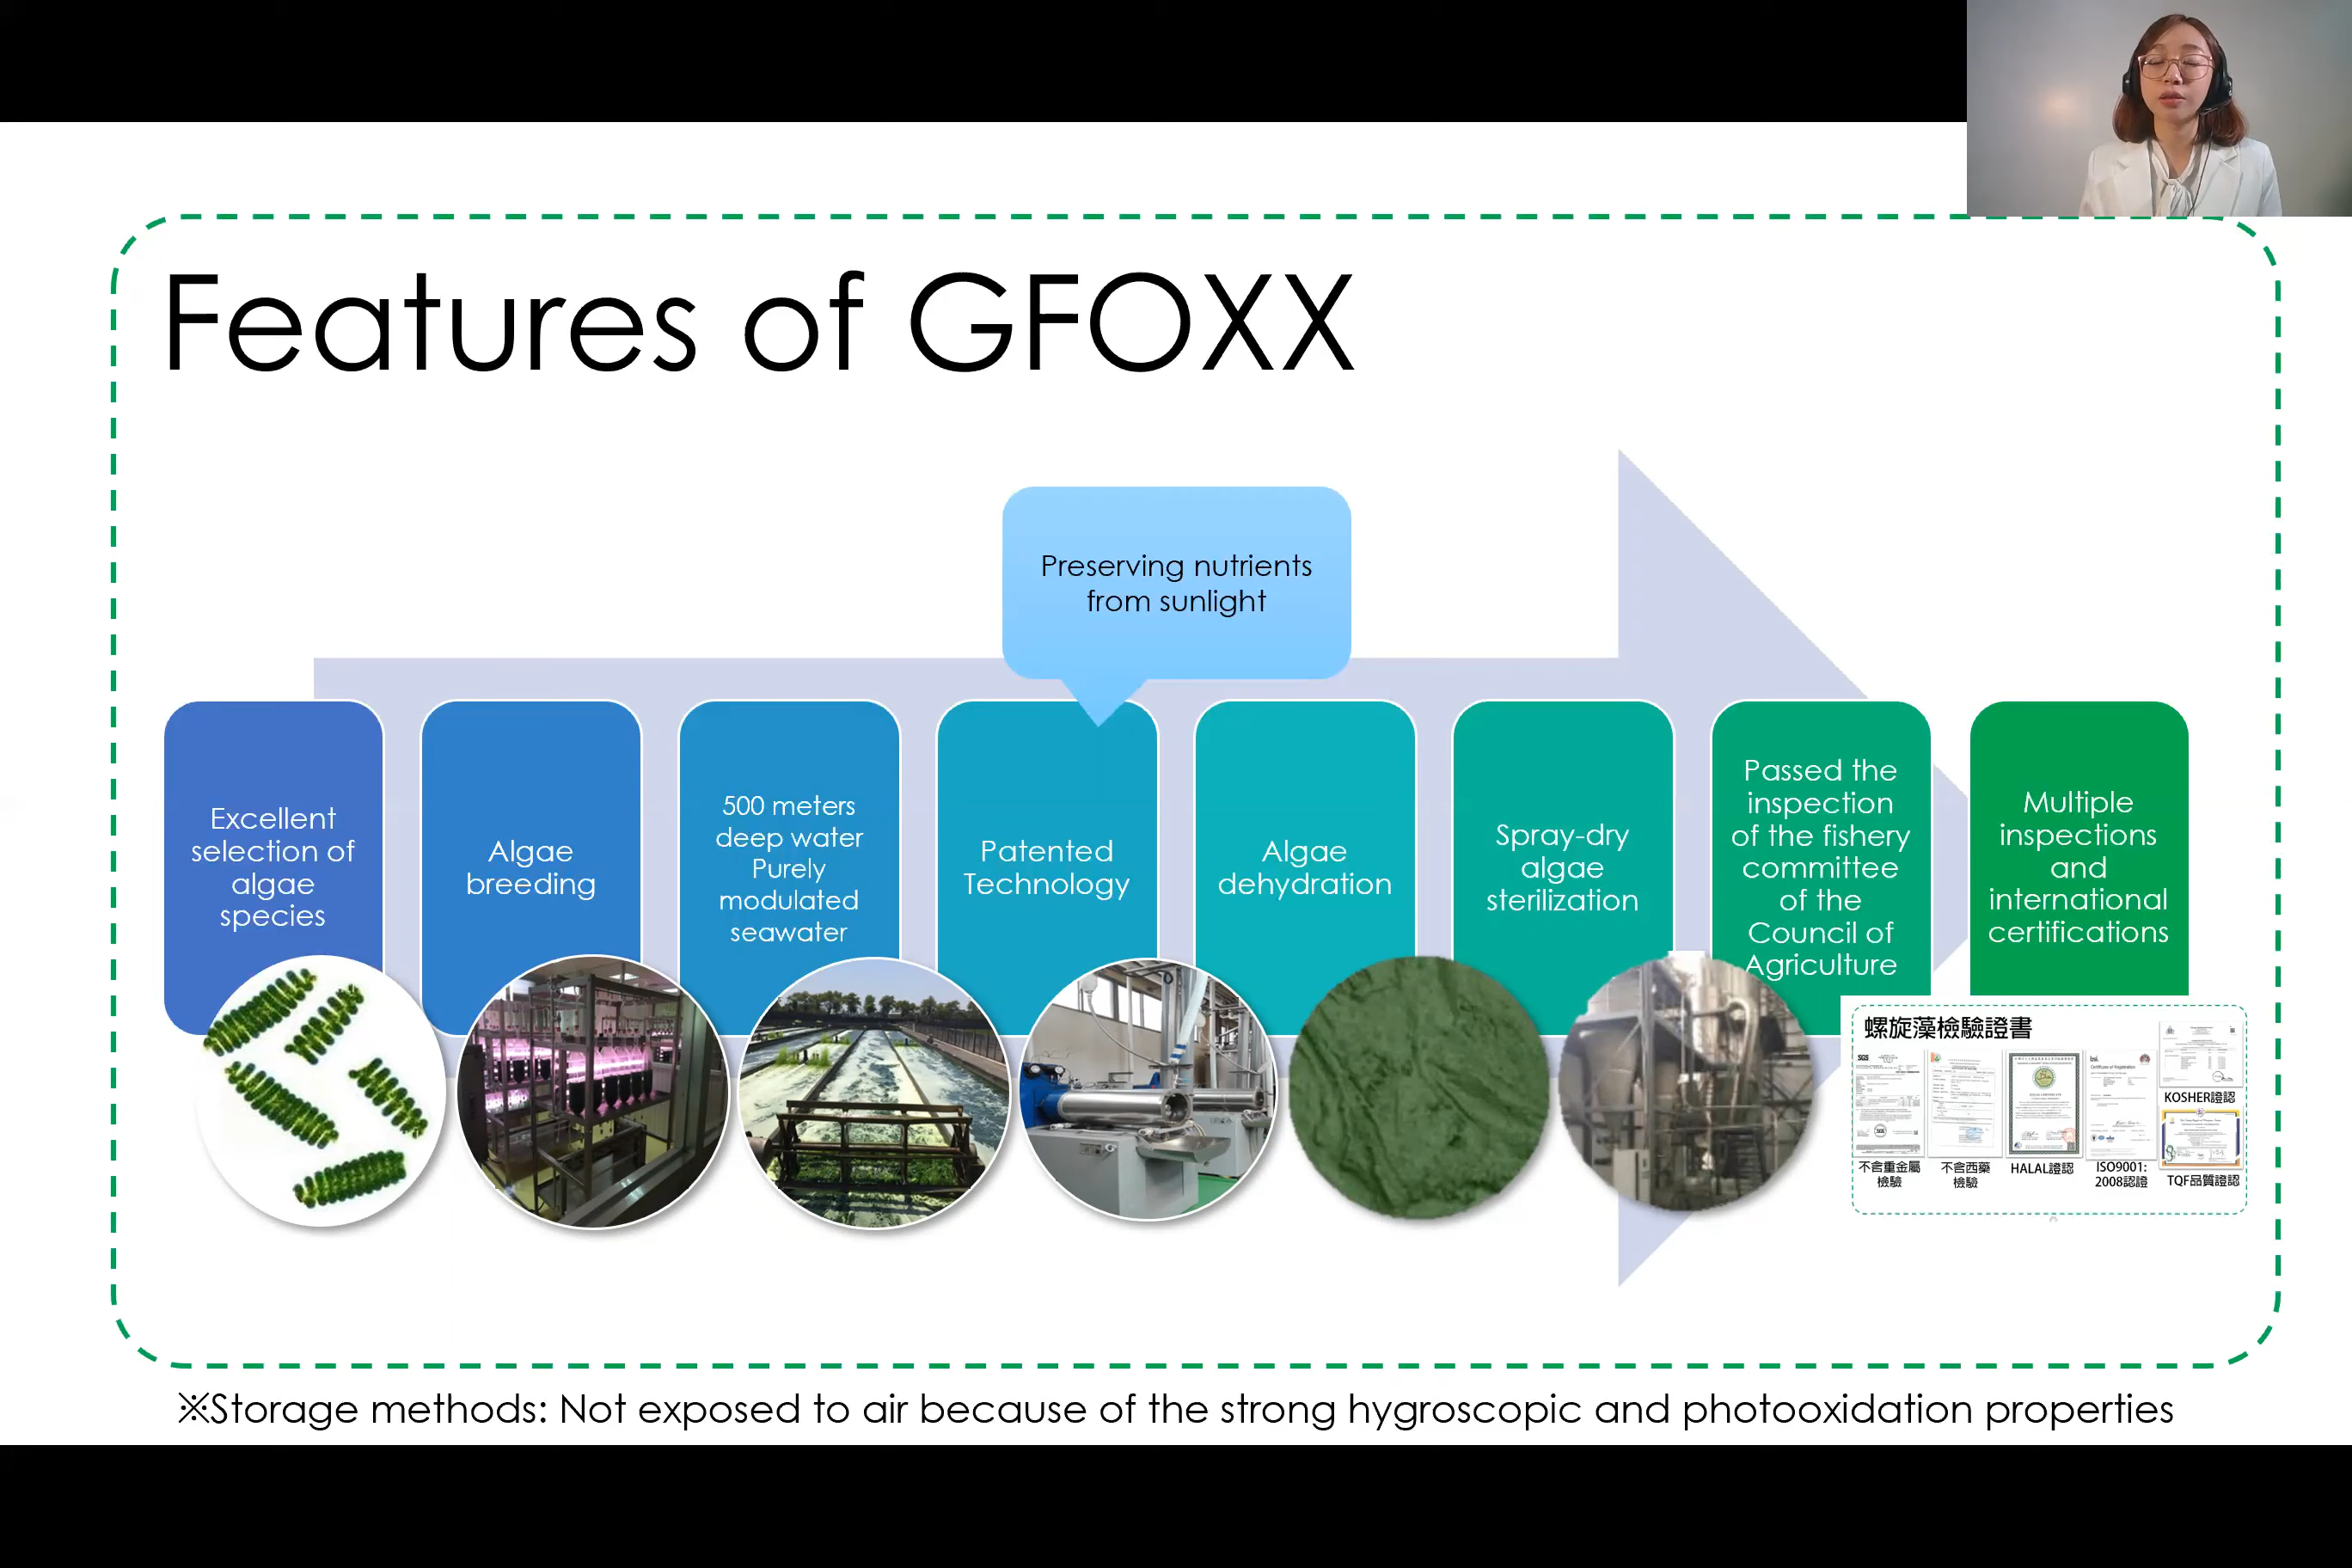 Features of GFOXX
Preserving nutrients
from sunlight
Excellent
selection of
algae
species
Algae
breeding
500 meters
deep water
Purely
modulated
seawater
Patented
Technology
Algae
dehydration
Spray-dry
algae
sterilization
Passed the
inspection
of the fishery
committee
of the
Council of
Agriculture
Multiple
inspections
and
international
certifications
螺旋藻檢驗證書
SGS
bsi.
Certificate of Registration
KOSHER證認
不含重金屬
檢驗
不含西藥
檢驗
HALAL證認
ISO9001:
2008認證
TQF品質證認
※Storage methods: Not exposed to air because of the strong hygroscopic and photooxidation properties